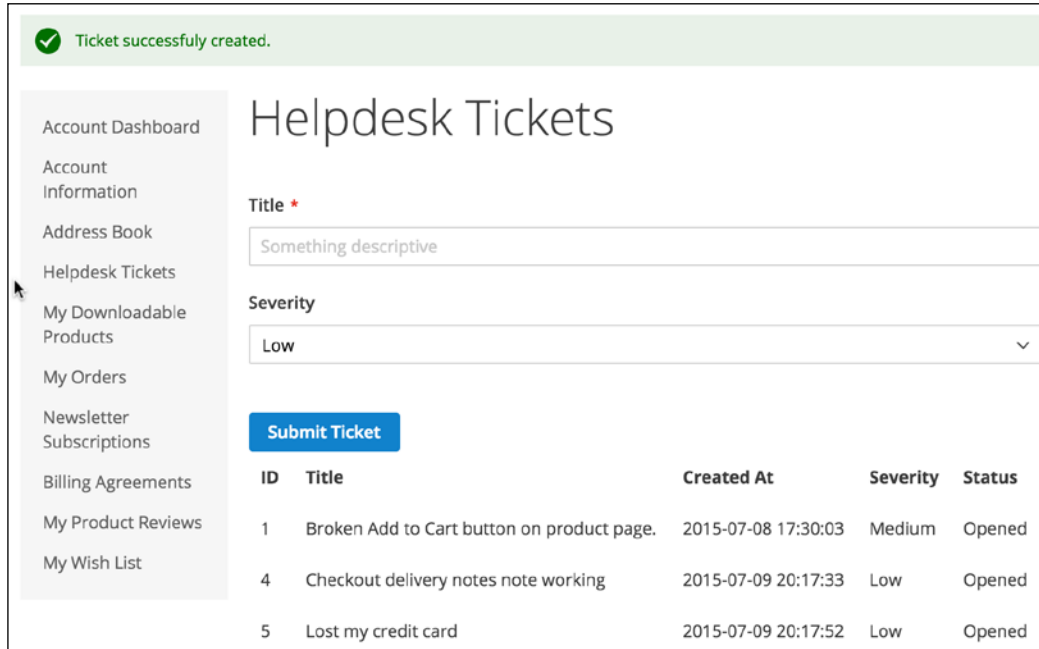 Ticket successfuly created.
Account Dashboard
Account
Information
Address Book
Helpdesk Tickets
My Downloadable
Products
My Orders
Newsletter
Subscriptions
Billing Agreements
My Product Reviews
My Wish List
Helpdesk Tickets
Title *
Something descriptive
Severity
Low
Submit Ticket
ID Title Created At Severity Status
1 Broken Add to Cart button on product page. 2015-07-08 17:30:03 Medium Opened
4 Checkout delivery notes note working 2015-07-09 20:17:33 Low Opened
5 Lost my credit card 2015-07-09 20:17:52 Low Opened